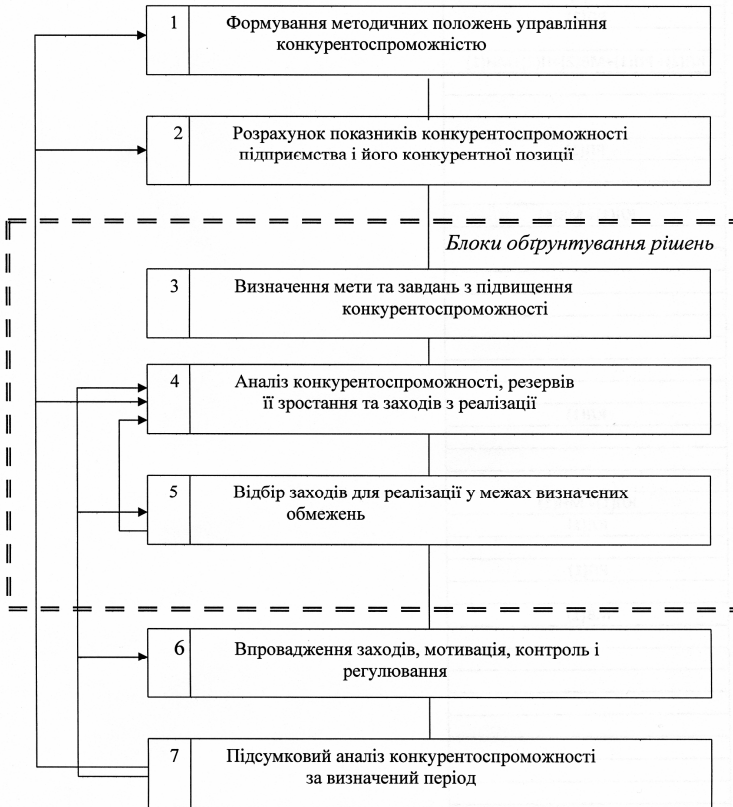 1 Формування методичних положень управління
конкурентоспроможністю
2 Розрахунок показників конкурентоспроможності
підприємства і його конкурентної позиції
Блоки обґрунтування рішень
3 Визначення мети та завдань з підвищення
конкурентоспроможності
4 Аналіз конкурентоспроможності, резервів
її зростання та заходів з реалізації
5 Відбір заходів для реалізації у межах визначених
обмежень
6 Впровадження заходів, мотивація, контроль і
регулювання
7 Підсумковий аналіз конкурентоспроможності
за визначений період